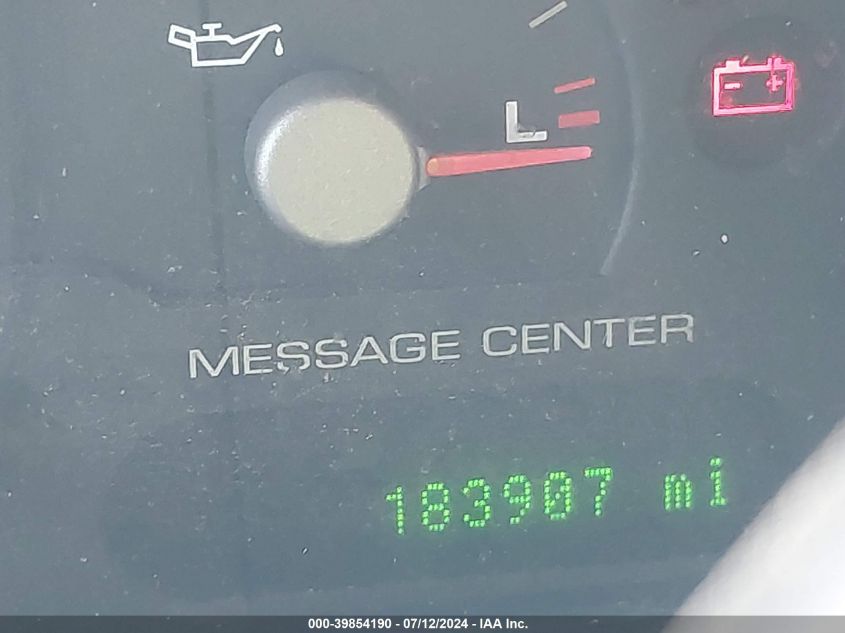 L
- +
MESSAGE CENTER
183907 mi
000-39854190 - 07/12/2024 - IAA Inc.